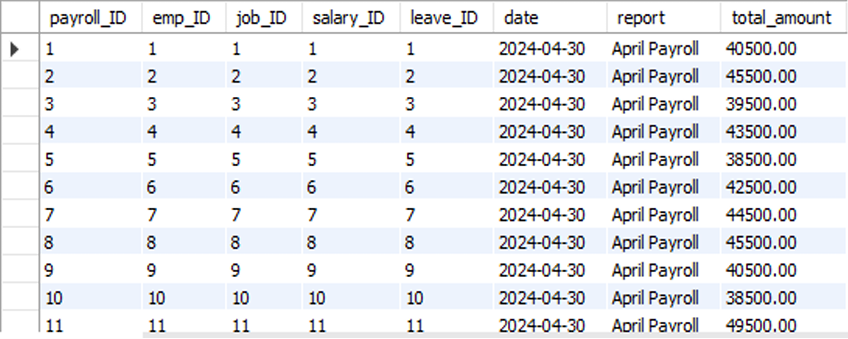 payroll_ID emp_ID job_ID salary_ID leave_ID date report total_amount
1 1 1 1 1 2024-04-30 April Payroll 40500.00
2 2 2 2 2 2024-04-30 April Payroll 45500.00
3 3 3 3 3 2024-04-30 April Payroll 39500.00
4 4 4 4 4 2024-04-30 April Payroll 43500.00
5 5 5 5 5 2024-04-30 April Payroll 38500.00
6 6 6 6 6 2024-04-30 April Payroll 42500.00
7 7 7 7 7 2024-04-30 April Payroll 44500.00
8 8 8 8 8 2024-04-30 April Payroll 45500.00
9 9 9 9 9 2024-04-30 April Payroll 40500.00
10 10 10 10 10 2024-04-30 April Payroll 38500.00
11 11 11 11 11 2024-04-30 April Payroll 49500.00